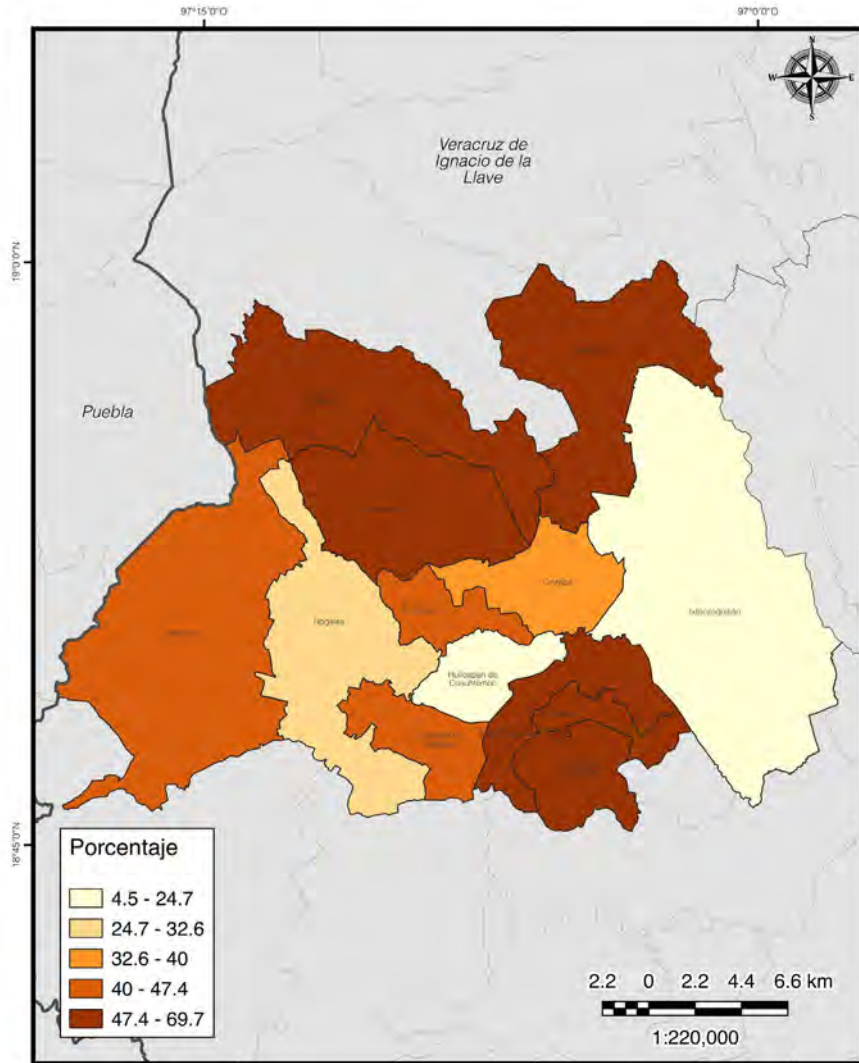 97°15'0"O
97°0'0"O
N
W
E
S
Veracruz de
Ignacio de la
Llave
19°0'0"N
Puebla
Orizaba
Nogales
Ixtaczoquitlán
Huiloapan de
Cuauhtémoc
18°45'0"N
Porcentaje
4.5 - 24.7
24.7 - 32.6
32.6 - 40
40 - 47.4
47.4 - 69.7
2.2 0 2.2 4.4 6.6 km
1:220,000